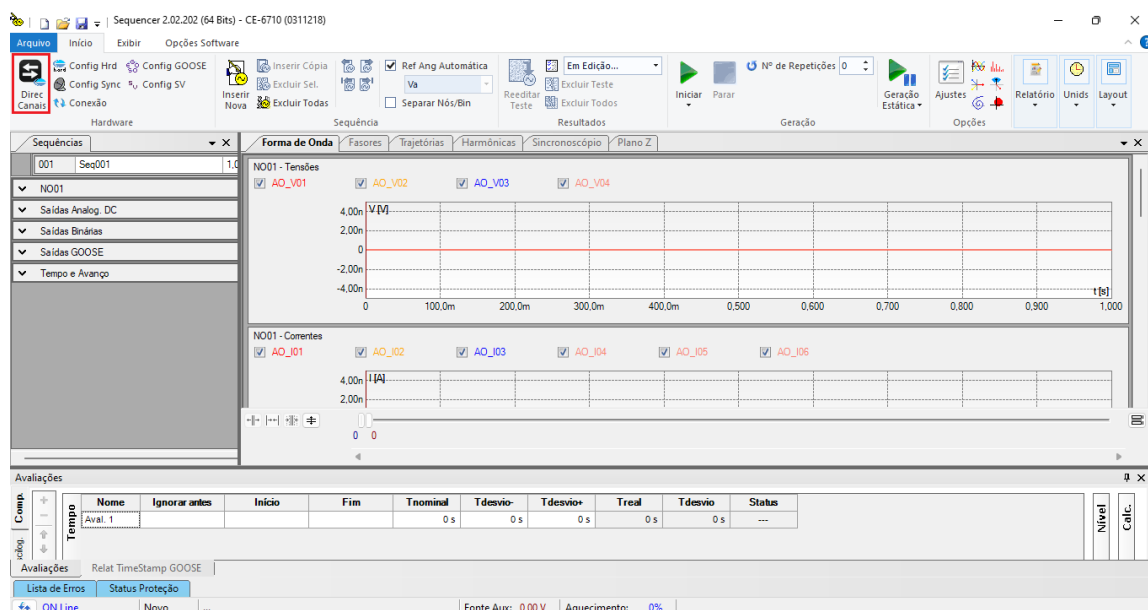 Sequencer 2.02.202 (64 Bits) - CE-6710 (0311218)
Arquivo Início Exibir Opções Software
Direc Canais
Config Hrd Config GOOSE
Config Sync Config SV
Conexão
Hardware
Inserir Nova
Inserir Cópia
Excluir Sel.
Excluir Todas
Ref Ang Automática
Va
Separar Nós/Bin
Sequência
Reeditar Teste
Em Edição...
Excluir Teste
Excluir Todos
Resultados
Iniciar Parar
Nº de Repetições 0
Geração Estática
Geração
Ajustes
Opções
Relatório Unids Layout
Sequências
001 Seq001 1,0
NO01
Saídas Analog. DC
Saídas Binárias
Saídas GOOSE
Tempo e Avanço
Forma de Onda Fasores Trajetórias Harmônicas Sincronoscópio Plano Z
NO01 - Tensões
AO_V01 AO_V02 AO_V03 AO_V04
V [V]
4,00n
2,00n
0
-2,00n
-4,00n
t [s]
0 100,0m 200,0m 300,0m 400,0m 0,500 0,600 0,700 0,800 0,900 1,000
NO01 - Correntes
AO_I01 AO_I02 AO_I03 AO_I04 AO_I05 AO_I06
I [A]
4,00n
2,00n
0 0
Avaliações
Comp.
Tempo
Nome Ignorar antes Início Fim Tnominal Tdesvio- Tdesvio+ Treal Tdesvio Status
Aval. 1 0 s 0 s 0 s 0 s 0 s ---
Nível
Calc.
Avaliações Relat TimeStamp GOOSE
Lista de Erros Status Proteção
ON Line Novo ... Fonte Aux: 0,00 V Aquecimento: 0%